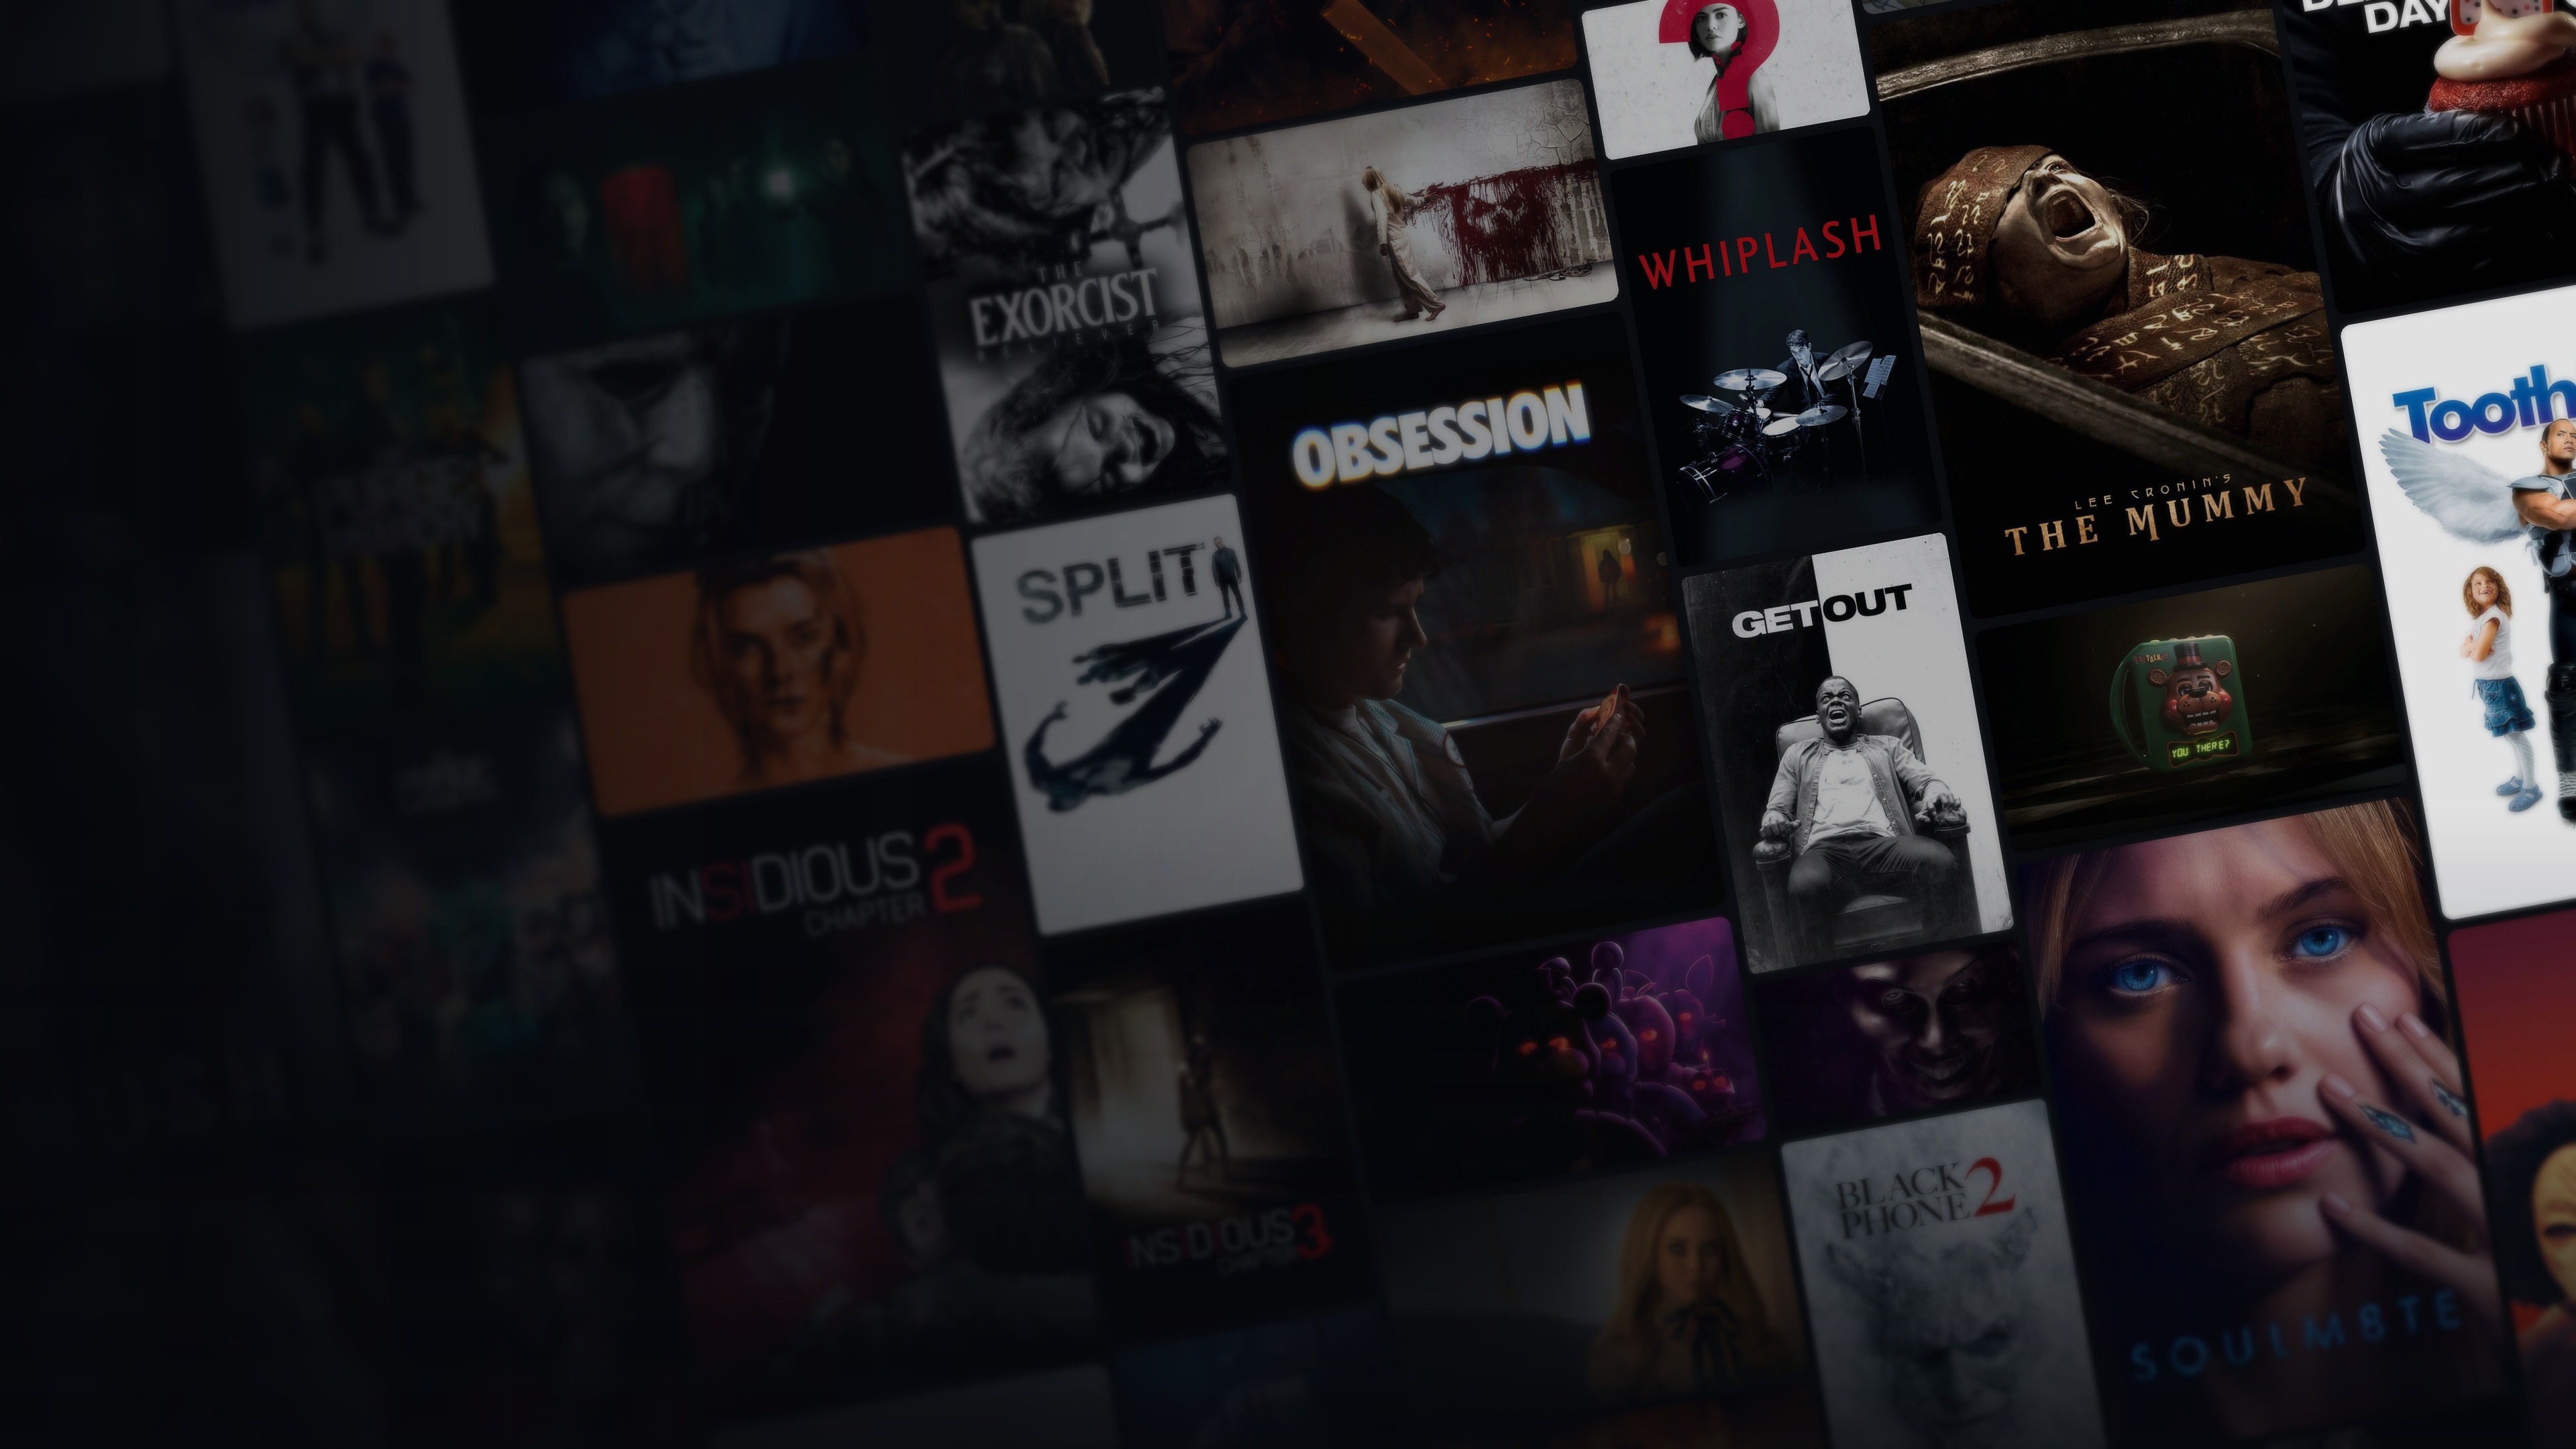 DAY
THE
EXORCIST
BELIEVER
WHIPLASH
OBSESSION
Tooth
LEE CRONIN'S
THE MUMMY
SPLIT
GET OUT
YOU THERE?
INSIDIOUS
CHAPTER 2
BLACK
PHONE 2
INSIDIOUS
CHAPTER 3
SOULM8TE